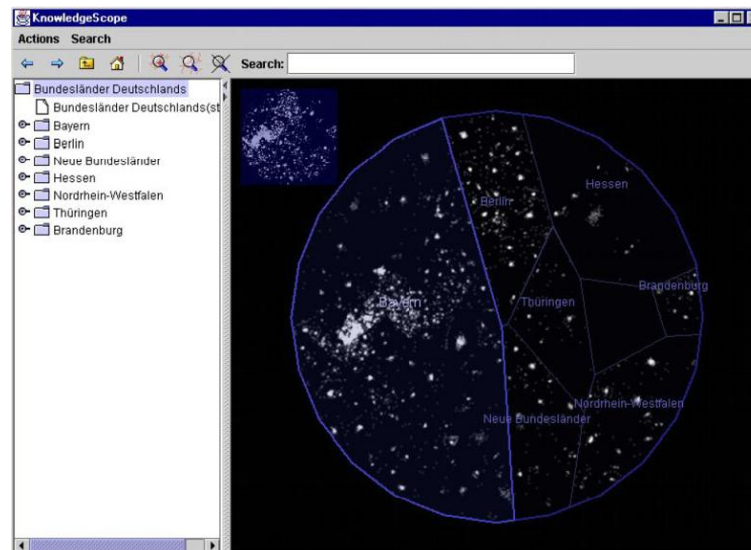 KnowledgeScope
Actions Search
Search:
Bundesländer Deutschlands
Bundesländer Deutschlands(st
Bayern
Berlin
Neue Bundesländer
Hessen
Nordrhein-Westfalen
Thüringen
Brandenburg
Hessen
Berlin
Brandenburg
Bayern
Thüringen
Nordrhein-Westfalen
Neue Bundesländer